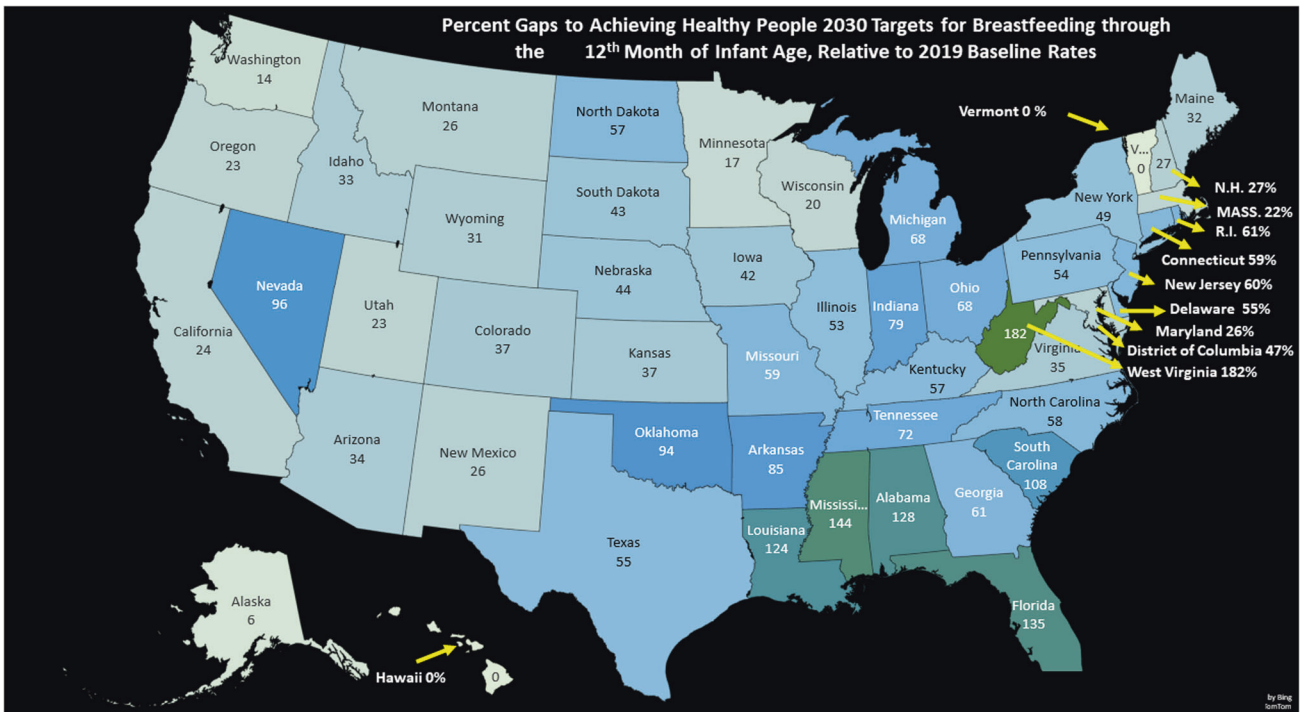 Percent Gaps to Achieving Healthy People 2030 Targets for Breastfeeding through
the 12th Month of Infant Age, Relative to 2019 Baseline Rates
Washington
14
Oregon
23
California
24
Nevada
96
Idaho
33
Montana
26
Wyoming
31
Utah
23
Colorado
37
Arizona
34
New Mexico
26
North Dakota
57
South Dakota
43
Nebraska
44
Kansas
37
Oklahoma
94
Texas
55
Minnesota
17
Iowa
42
Missouri
59
Arkansas
85
Louisiana
124
Wisconsin
20
Illinois
53
Michigan
68
Indiana
79
Ohio
68
Kentucky
57
Tennessee
72
Mississi...
144
Alabama
128
Georgia
61
Florida
135
South
Carolina
108
North Carolina
58
Virginia
35
182
Pennsylvania
54
New York
49
V...
0
27
Maine
32
Vermont 0 %
N.H. 27%
MASS. 22%
R.I. 61%
Connecticut 59%
New Jersey 60%
Delaware 55%
Maryland 26%
District of Columbia 47%
West Virginia 182%
Alaska
6
Hawaii 0%
0
by Bing
TomTom